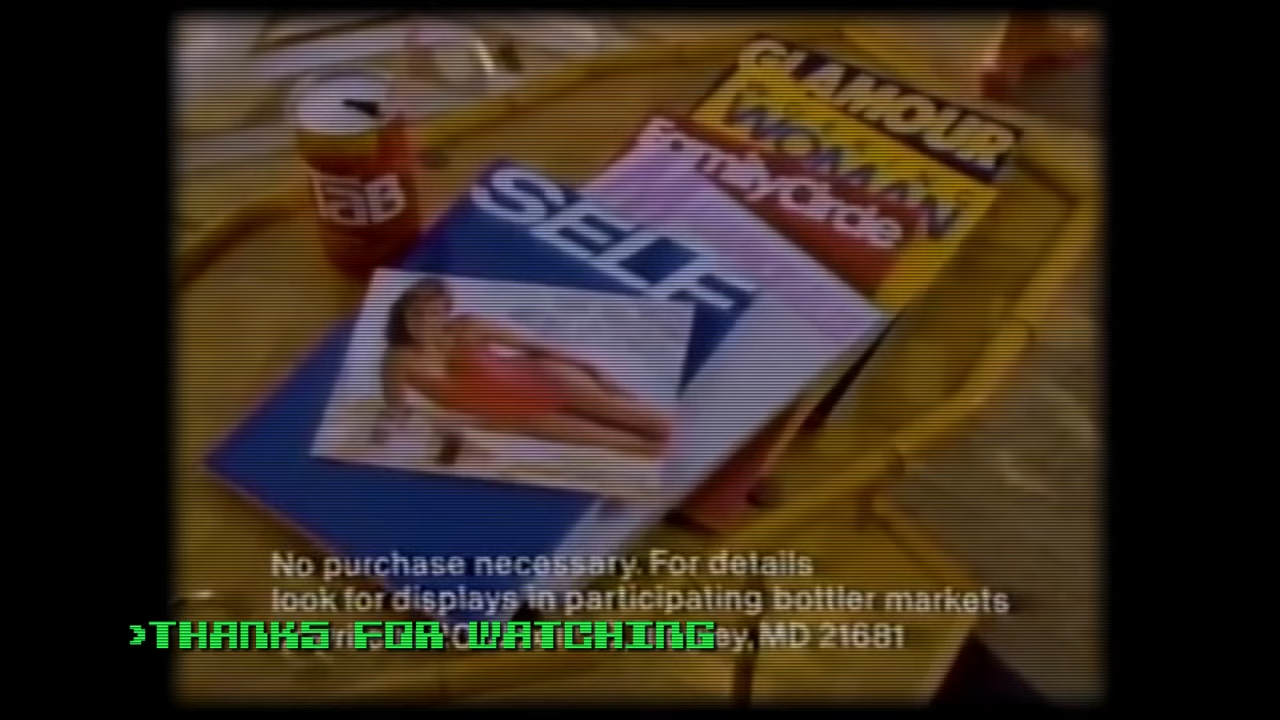 GLAMOUR
WOMAN
Family Circle
TAB
SELF
No purchase necessary. For details
look for displays in participating bottler markets
MD 21681
>THANKS FOR WATCHING